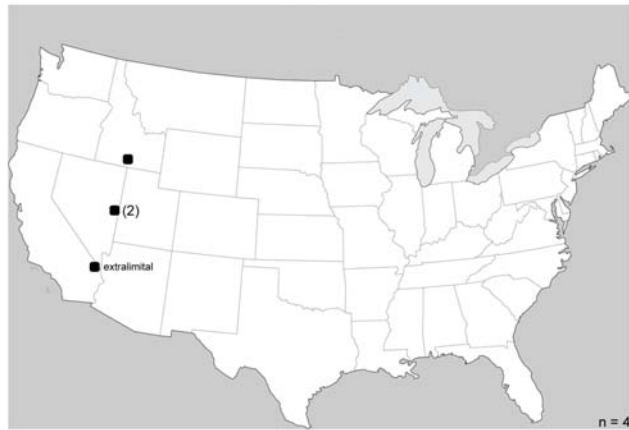 (2)
extralimital
n = 4